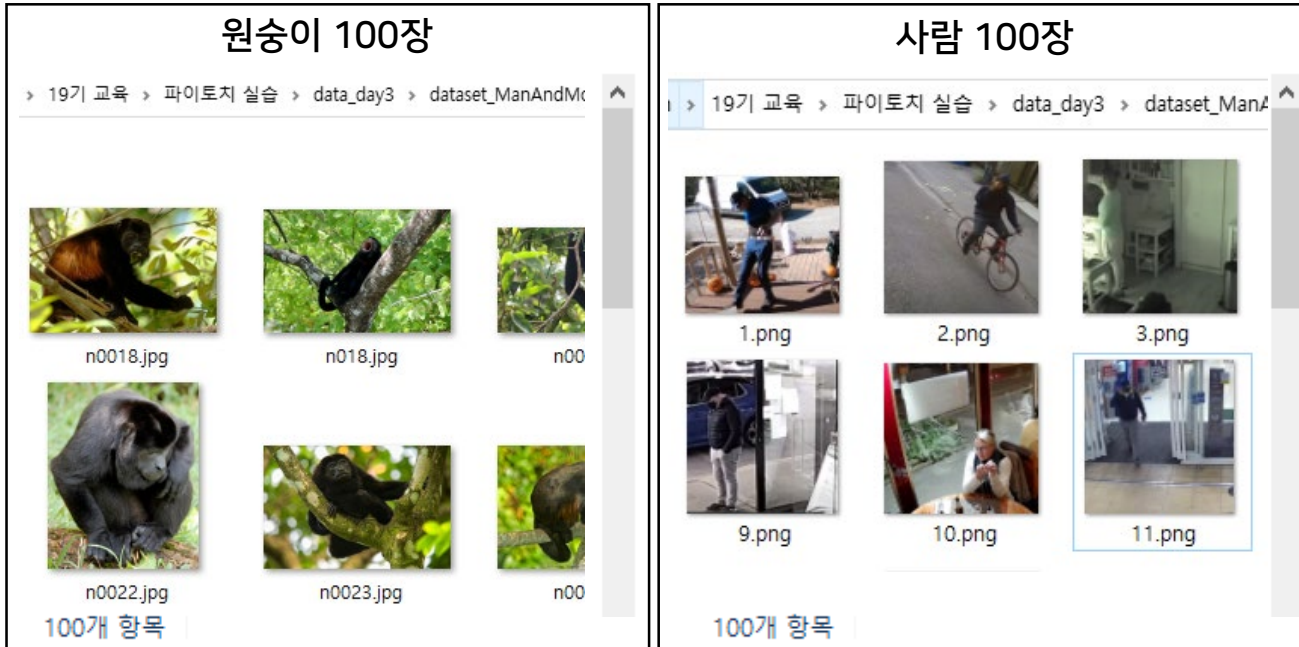 원숭이 100장
> 19기 교육 > 파이토치 실습 > data_day3 > dataset_ManAndMo
n0018.jpg
n018.jpg
n00
n0022.jpg
n0023.jpg
n00
100개 항목
사람 100장
> 19기 교육 > 파이토치 실습 > data_day3 > dataset_ManA
1.png
2.png
3.png
9.png
10.png
11.png
100개 항목